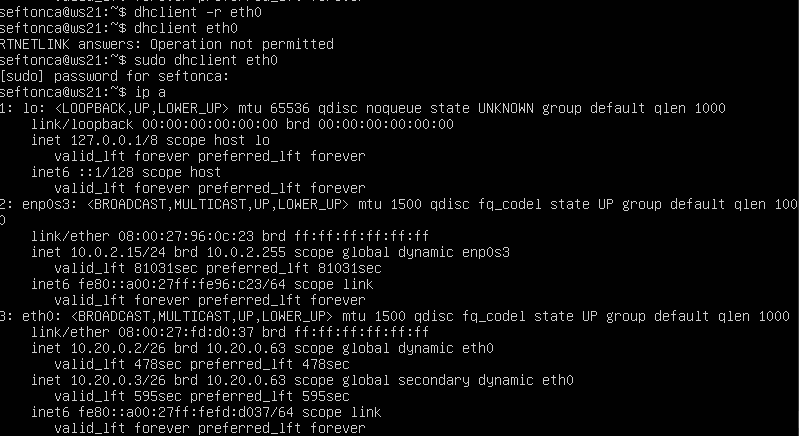 seftonca@ws21:~$ dhclient -r eth0
seftonca@ws21:~$ dhclient eth0
RTNETLINK answers: Operation not permitted
seftonca@ws21:~$ sudo dhclient eth0
[sudo] password for seftonca:
seftonca@ws21:~$ ip a
1: lo: <LOOPBACK,UP,LOWER_UP> mtu 65536 qdisc noqueue state UNKNOWN group default qlen 1000
    link/loopback 00:00:00:00:00:00 brd 00:00:00:00:00:00
    inet 127.0.0.1/8 scope host lo
       valid_lft forever preferred_lft forever
    inet6 ::1/128 scope host
       valid_lft forever preferred_lft forever
2: enp0s3: <BROADCAST,MULTICAST,UP,LOWER_UP> mtu 1500 qdisc fq_codel state UP group default qlen 100
0
    link/ether 08:00:27:96:0c:23 brd ff:ff:ff:ff:ff:ff
    inet 10.0.2.15/24 brd 10.0.2.255 scope global dynamic enp0s3
       valid_lft 81031sec preferred_lft 81031sec
    inet6 fe80::a00:27ff:fe96:c23/64 scope link
       valid_lft forever preferred_lft forever
3: eth0: <BROADCAST,MULTICAST,UP,LOWER_UP> mtu 1500 qdisc fq_codel state UP group default qlen 1000
    link/ether 08:00:27:fd:d0:37 brd ff:ff:ff:ff:ff:ff
    inet 10.20.0.2/26 brd 10.20.0.63 scope global dynamic eth0
       valid_lft 478sec preferred_lft 478sec
    inet 10.20.0.3/26 brd 10.20.0.63 scope global secondary dynamic eth0
       valid_lft 595sec preferred_lft 595sec
    inet6 fe80::a00:27ff:fefd:d037/64 scope link
       valid_lft forever preferred_lft forever